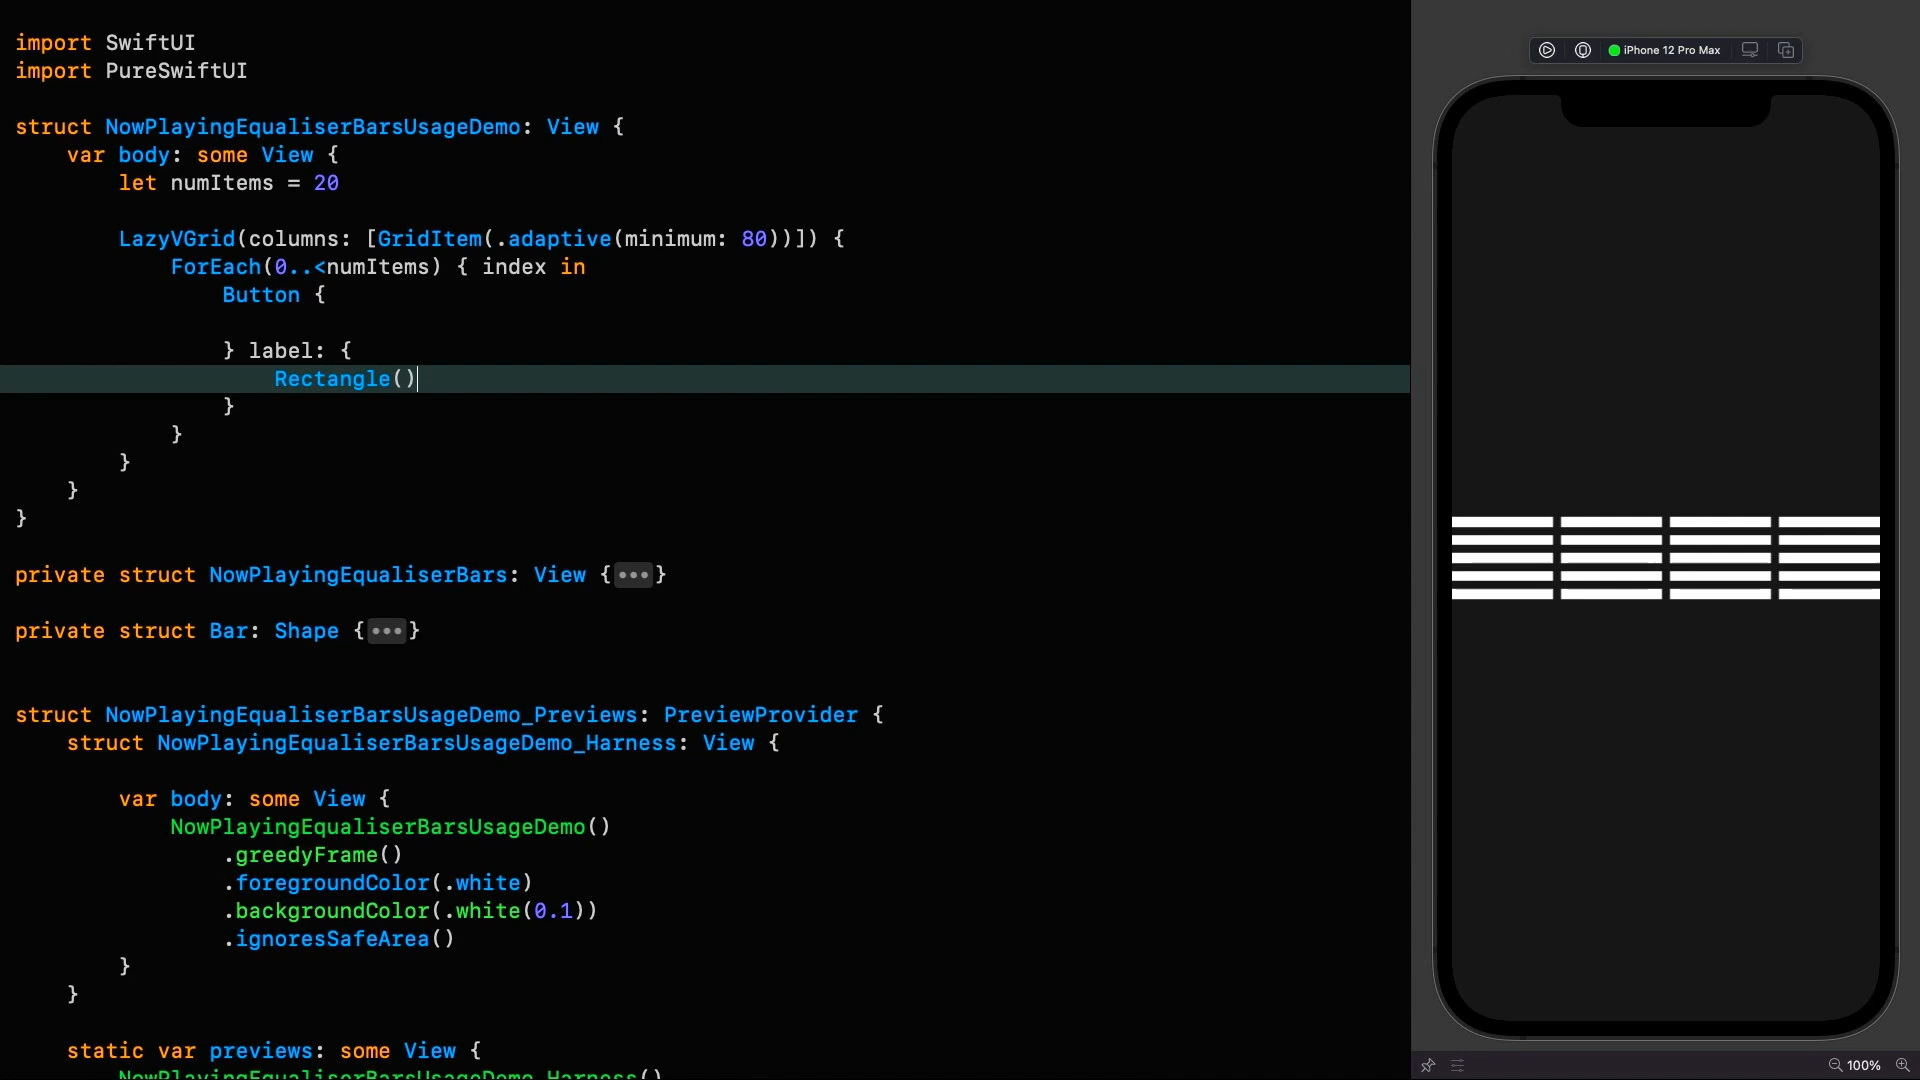 import SwiftUI
import PureSwiftUI
struct NowPlayingEqualiserBarsUsageDemo: View {
var body: some View {
let numItems = 20
LazyVGrid(columns: [GridItem(.adaptive(minimum: 80))]) {
ForEach(0..<numItems) { index in
Button {
} label: {
Rectangle()
}
}
}
}
}
private struct NowPlayingEqualiserBars: View {•••}
private struct Bar: Shape {•••}
struct NowPlayingEqualiserBarsUsageDemo_Previews: PreviewProvider {
struct NowPlayingEqualiserBarsUsageDemo_Harness: View {
var body: some View {
NowPlayingEqualiserBarsUsageDemo()
.greedyFrame()
.foregroundColor(.white)
.backgroundColor(.white(0.1))
.ignoresSafeArea()
}
}
static var previews: some View {
NowPlayingEqualiserBarsUsageDemo_Harness()
iPhone 12 Pro Max
100%